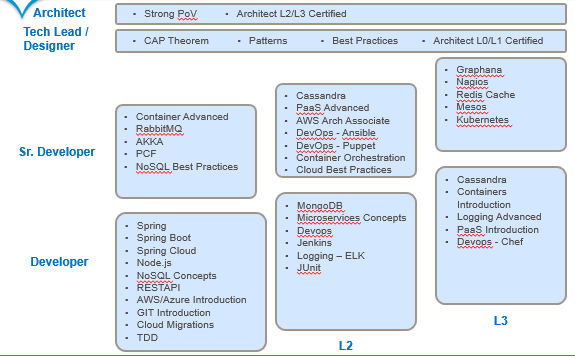 Architect
• Strong PoV • Architect L2/L3 Certified
Tech Lead /
Designer
• CAP Theorem • Patterns • Best Practices • Architect L0/L1 Certified
Sr. Developer
• Container Advanced
• RabbitMQ
• AKKA
• PCF
• NoSQL Best Practices
• Cassandra
• PaaS Advanced
• AWS Arch Associate
• DevOps - Ansible
• DevOps - Puppet
• Container Orchestration
• Cloud Best Practices
• Graphana
• Nagios
• Redis Cache
• Mesos
• Kubernetes
Developer
• Spring
• Spring Boot
• Spring Cloud
• Node.js
• NoSQL Concepts
• RESTAPI
• AWS/Azure Introduction
• GIT Introduction
• Cloud Migrations
• TDD
• MongoDB
• Microservices Concepts
• Devops
• Jenkins
• Logging – ELK
• JUnit
• Cassandra
• Containers
Introduction
• Logging Advanced
• PaaS Introduction
• Devops - Chef
L2
L3